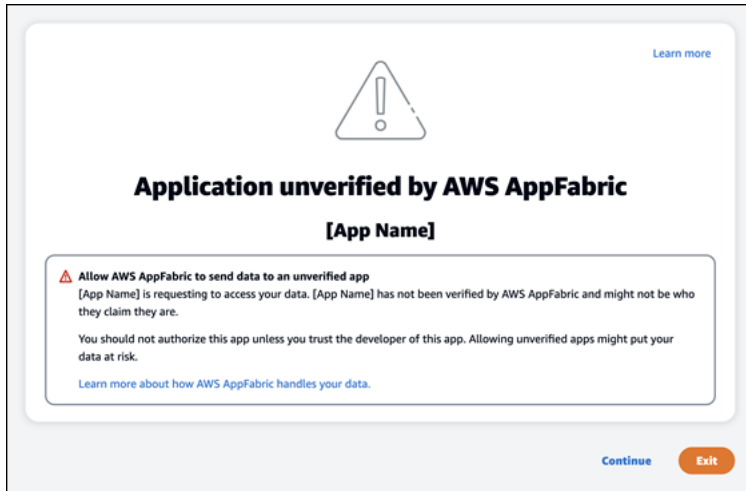 Learn more
Application unverified by AWS AppFabric
[App Name]
Allow AWS AppFabric to send data to an unverified app
[App Name] is requesting to access your data. [App Name] has not been verified by AWS AppFabric and might not be who
they claim they are.
You should not authorize this app unless you trust the developer of this app. Allowing unverified apps might put your
data at risk.
Learn more about how AWS AppFabric handles your data.
Continue
Exit